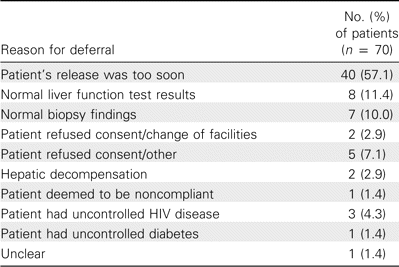 No. (%)
of patients
Reason for deferral (n = 70)
Patient's release was too soon 40 (57.1)
Normal liver function test results 8 (11.4)
Normal biopsy findings 7 (10.0)
Patient refused consent/change of facilities 2 (2.9)
Patient refused consent/other 5 (7.1)
Hepatic decompensation 2 (2.9)
Patient deemed to be noncompliant 1 (1.4)
Patient had uncontrolled HIV disease 3 (4.3)
Patient had uncontrolled diabetes 1 (1.4)
Unclear 1 (1.4)